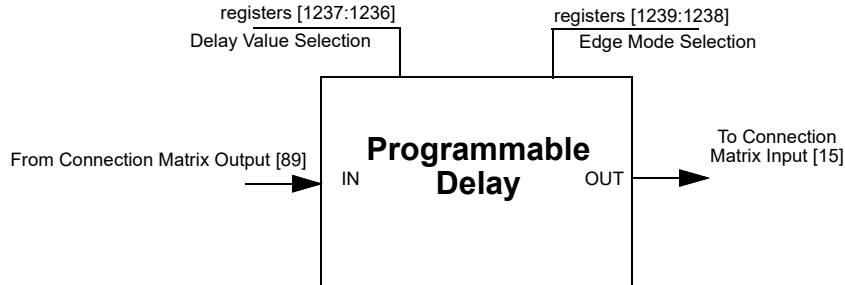 registers [1237:1236]
Delay Value Selection
registers [1239:1238]
Edge Mode Selection
From Connection Matrix Output [89]
IN
Programmable
Delay
OUT
To Connection
Matrix Input [15]